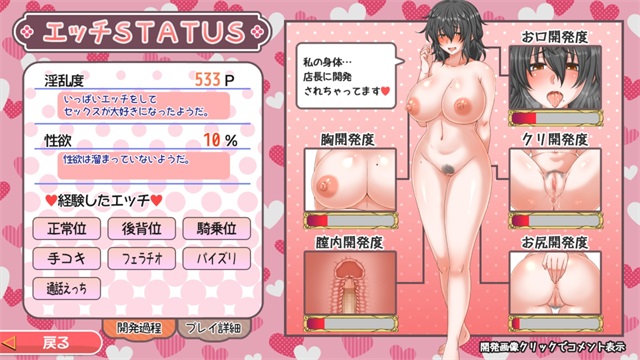 エッチSTATUS
淫乱度 533 P
いっぱいエッチをして
セックスが大好きになったようだ。
性欲 10 %
性欲は溜まっていないようだ。
♥経験したエッチ♥
正常位 後背位 騎乗位
手コキ フェラチオ パイズリ
通話えっち
戻る
開発過程 プレイ詳細
私の身体…
店長に開発
されちゃってます♥
お口開発度
胸開発度
クリ開発度
膣内開発度
お尻開発度
開発画像クリックでコメント表示